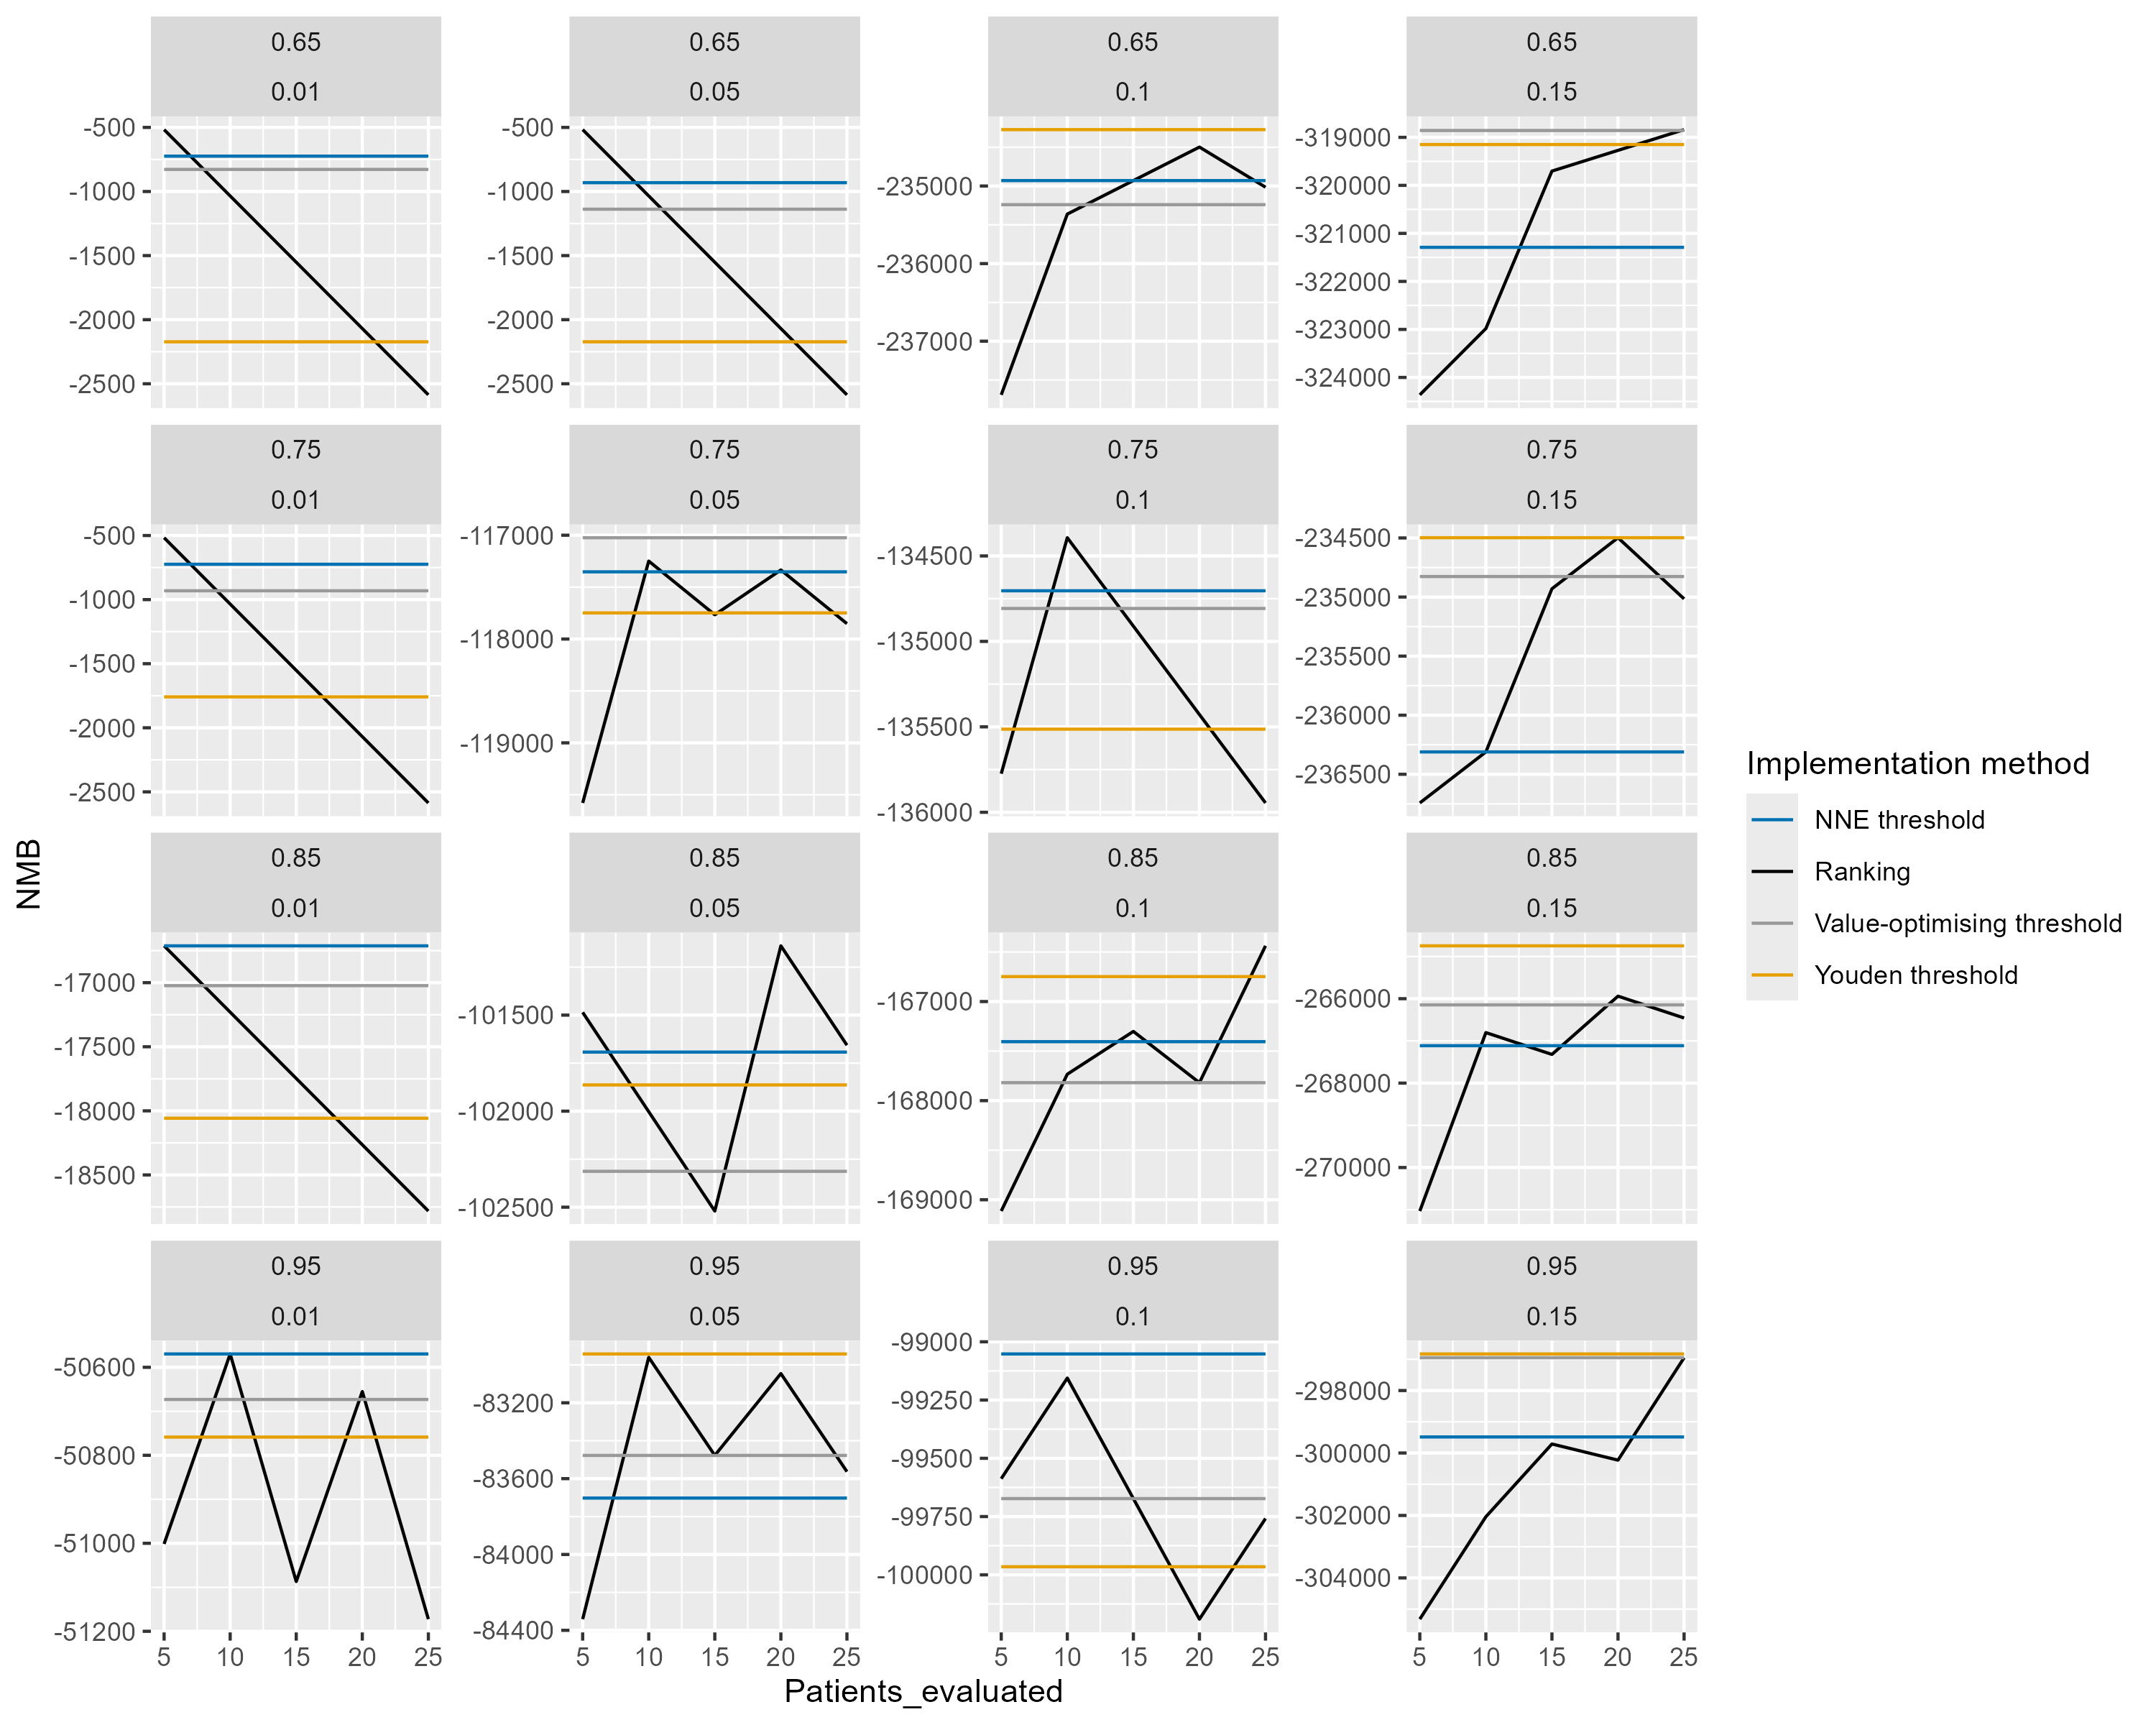 0.65 0.65 0.65 0.65
0.01 0.05 0.1 0.15
-500 -1000 -1500 -2000 -2500
-500 -1000 -1500 -2000 -2500
-235000 -236000 -237000
-319000 -320000 -321000 -322000 -323000 -324000
0.75 0.75 0.75 0.75
0.01 0.05 0.1 0.15
-500 -1000 -1500 -2000 -2500
-117000 -118000 -119000
-134500 -135000 -135500 -136000
-234500 -235000 -235500 -236000 -236500
0.85 0.85 0.85 0.85
0.01 0.05 0.1 0.15
-17000 -17500 -18000 -18500
-101500 -102000 -102500
-167000 -168000 -169000
-266000 -268000 -270000
0.95 0.95 0.95 0.95
0.01 0.05 0.1 0.15
-50600 -50800 -51000 -51200
-83200 -83600 -84000 -84400
-99000 -99250 -99500 -99750 -100000
-298000 -300000 -302000 -304000
5 10 15 20 25 5 10 15 20 25 5 10 15 20 25 5 10 15 20 25
Patients_evaluated
NMB
Implementation method
NNE threshold
Ranking
Value-optimising threshold
Youden threshold